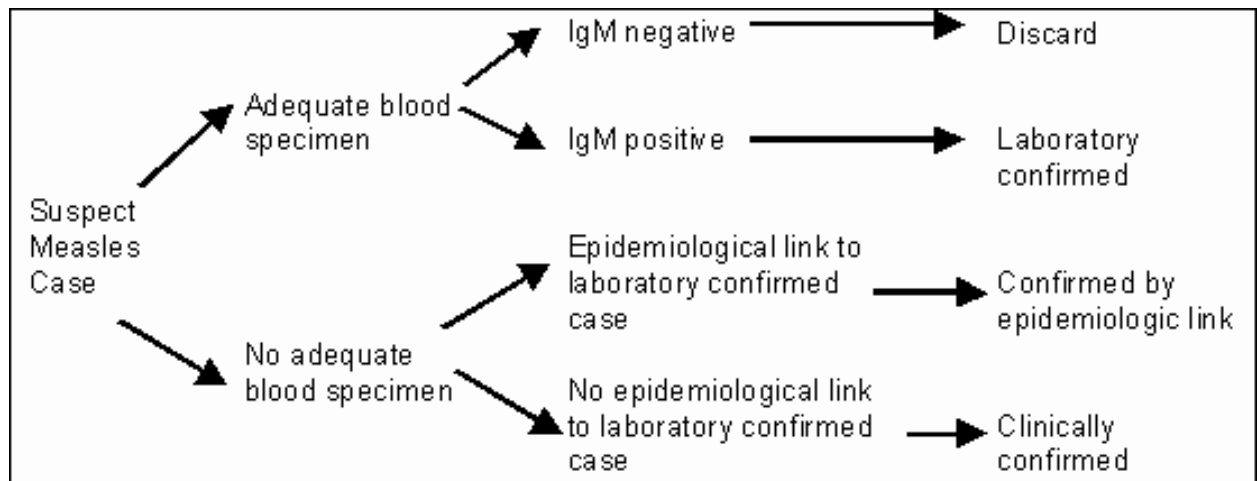 IgM negative
Discard
Adequate blood
specimen
IgM positive
Laboratory
confirmed
Suspect
Measles
Case
Epidemiological link to
laboratory confirmed
case
Confirmed by
epidemiologic link
No adequate
blood specimen
No epidemiological link
to laboratory confirmed
case
Clinically
confirmed